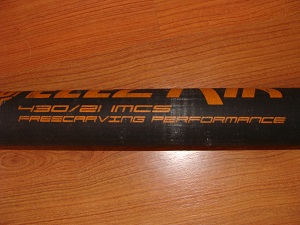 430/21 IMCS
FREECARVING PERFORMANCE